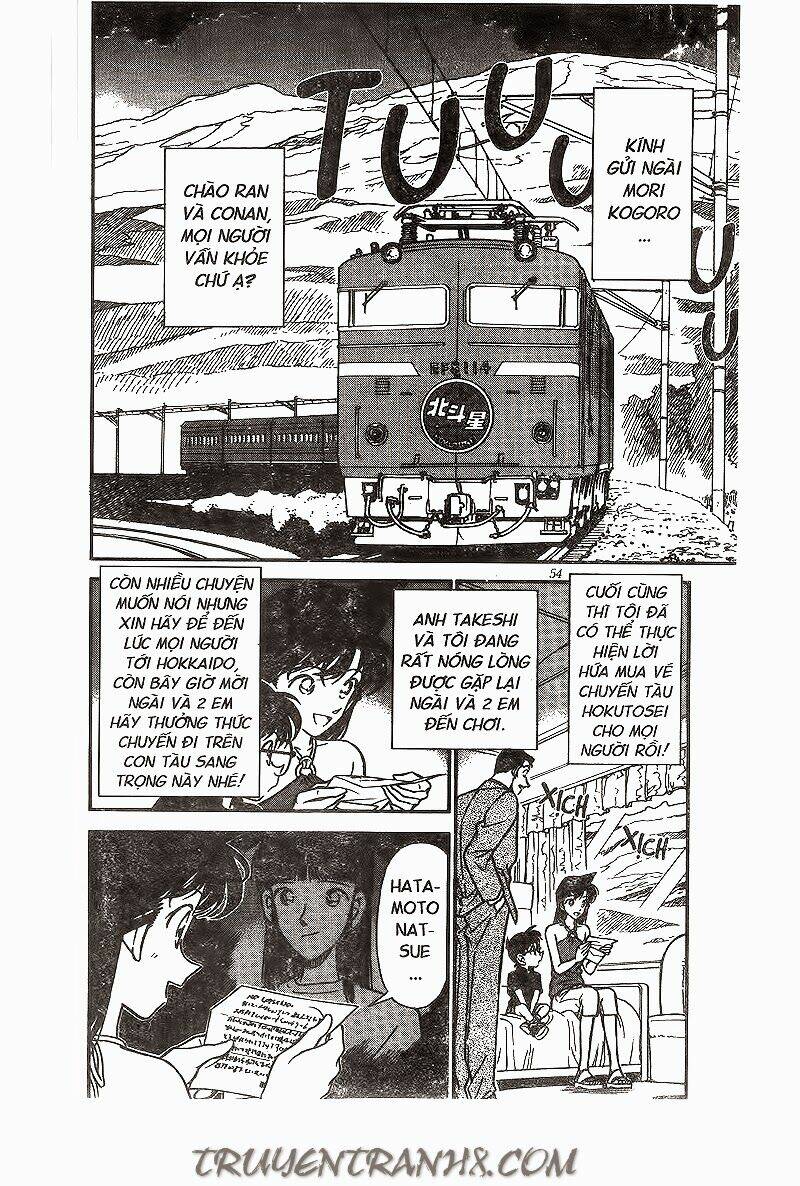 TUUUUU
KÍNH
GỬI NGÀI
MORI
KOGORO
...
CHÀO RAN
VÀ CONAN,
MỌI NGƯỜI
VẪN KHỎE
CHỨ Ạ?
北斗星
54
CUỐI CÙNG
THÌ TÔI ĐÃ
CÓ THỂ THỰC
HIỆN LỜI
HỨA MUA VÉ
CHUYẾN TÀU
HOKUTOSEI
CHO MỌI
NGƯỜI RỒI!
ANH TAKESHI
VÀ TÔI ĐANG
RẤT NÓNG LÒNG
ĐƯỢC GẶP LẠI
NGÀI VÀ 2 EM
ĐẾN CHƠI.
CÒN NHIỀU CHUYỆN
MUỐN NÓI NHƯNG
XIN HÃY ĐỂ ĐẾN
LÚC MỌI NGƯỜI
TỚI HOKKAIDO,
CÒN BÂY GIỜ MỜI
NGÀI VÀ 2 EM
HÃY THƯỞNG THỨC
CHUYẾN ĐI TRÊN
CON TÀU SANG
TRỌNG NÀY NHÉ!
XỊCH
XỊCH
HATA-
MOTO
NAT-
SUE
...
TRUYENTRANH8.COM